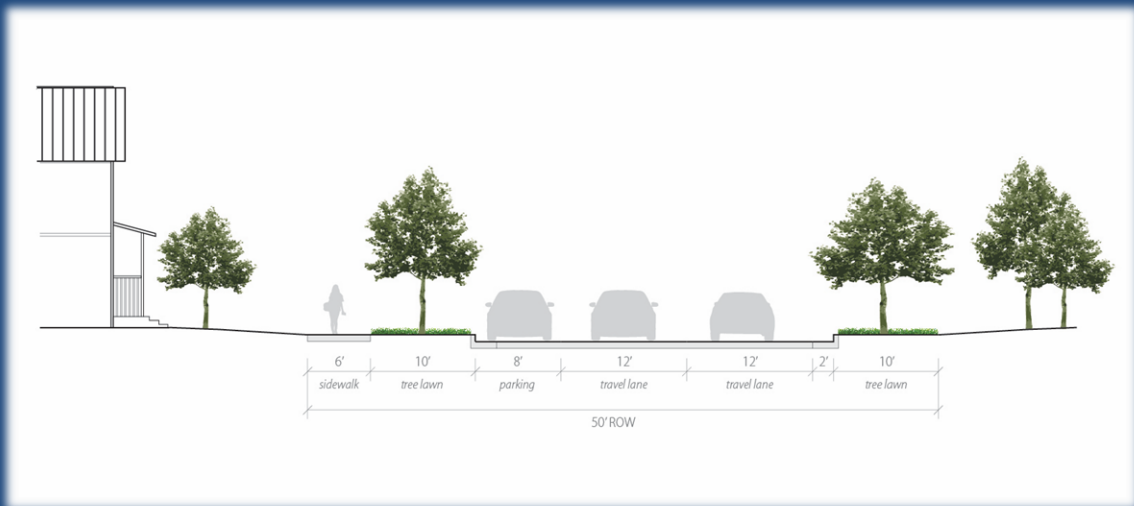 6’ 10’ 8’ 12’ 12’ 2’ 10’
sidewalk tree lawn parking travel lane travel lane tree lawn
50’ ROW